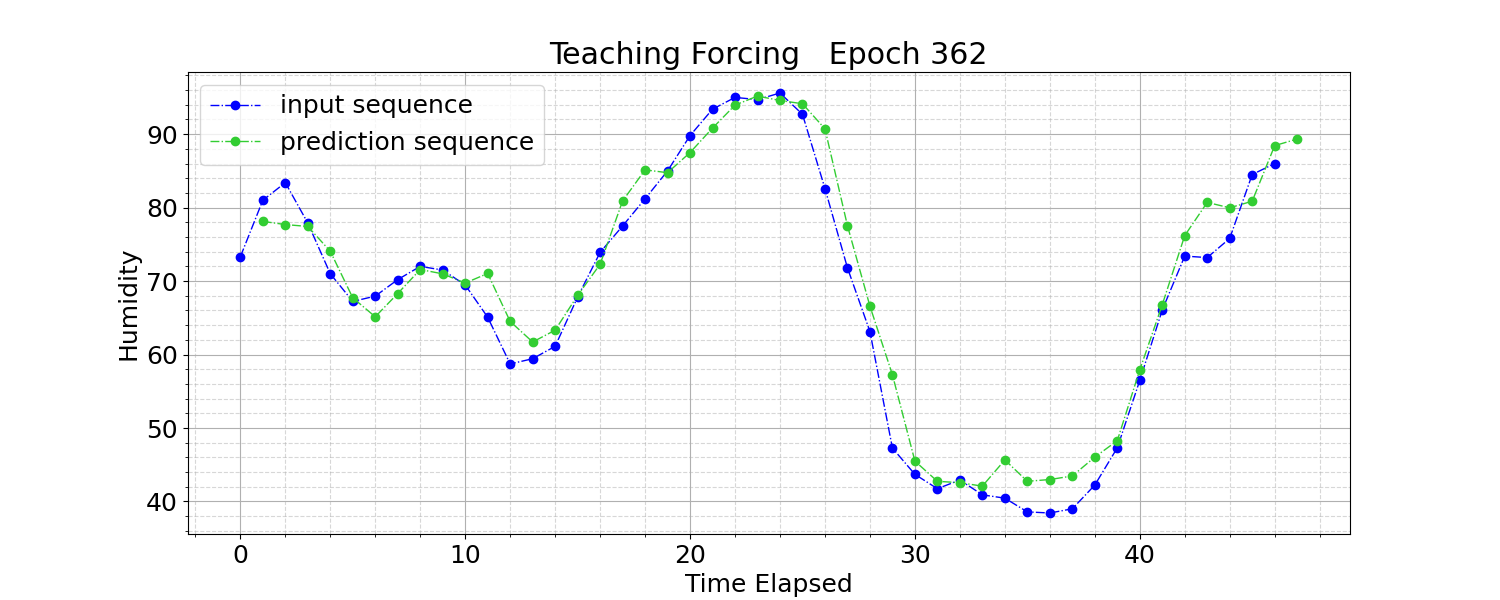 Teaching Forcing   Epoch 362
input sequence
prediction sequence
Humidity
90
80
70
60
50
40
0 10 20 30 40
Time Elapsed